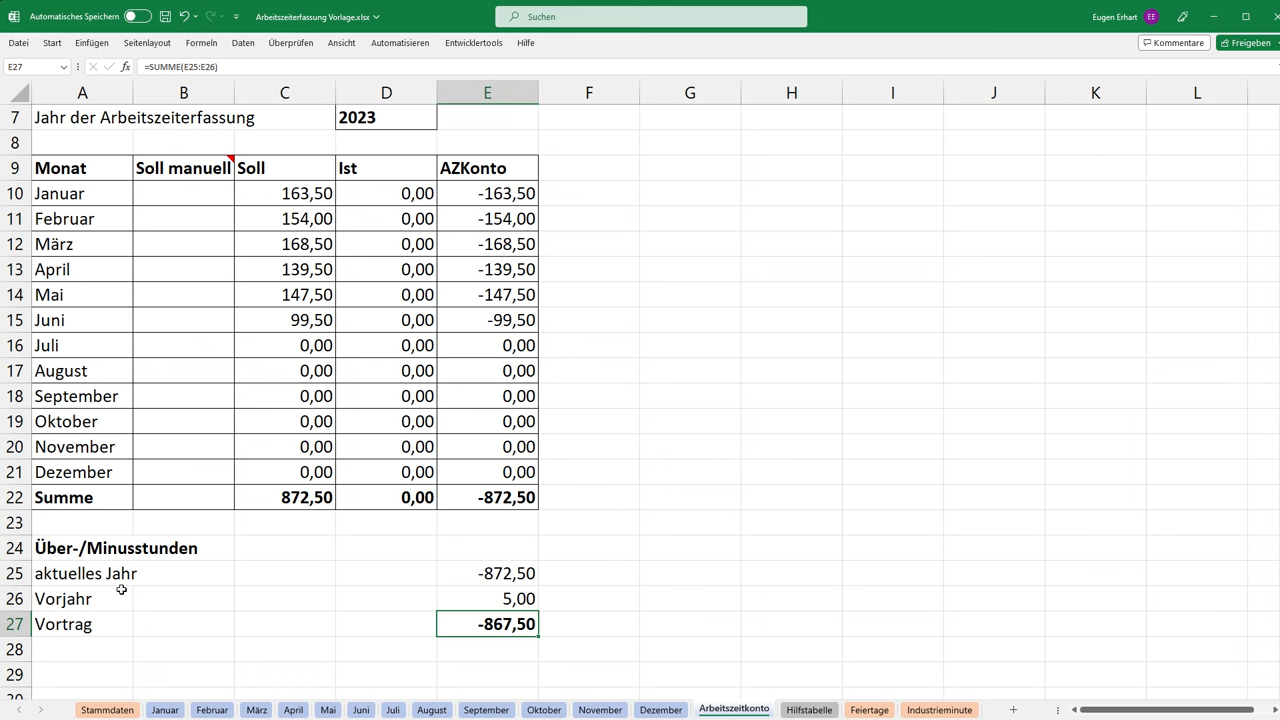 Automatisches Speichern Arbeitszeiterfassung Vorlage.xlsx Suchen Eugen Erhart EE
Datei Start Einfügen Seitenlayout Formeln Daten Überprüfen Ansicht Automatisieren Entwicklertools Hilfe Kommentare Freigeben
E27 fx =SUMME(E25:E26)
A B C D E F G H I J K L
7 Jahr der Arbeitszeiterfassung 2023
8
9 Monat Soll manuell Soll Ist AZKonto
10 Januar 163,50 0,00 -163,50
11 Februar 154,00 0,00 -154,00
12 März 168,50 0,00 -168,50
13 April 139,50 0,00 -139,50
14 Mai 147,50 0,00 -147,50
15 Juni 99,50 0,00 -99,50
16 Juli 0,00 0,00 0,00
17 August 0,00 0,00 0,00
18 September 0,00 0,00 0,00
19 Oktober 0,00 0,00 0,00
20 November 0,00 0,00 0,00
21 Dezember 0,00 0,00 0,00
22 Summe 872,50 0,00 -872,50
23
24 Über-/Minusstunden
25 aktuelles Jahr -872,50
26 Vorjahr 5,00
27 Vortrag -867,50
28
29
30
Stammdaten Januar Februar März April Mai Juni Juli August September Oktober November Dezember Arbeitszeitkonto Hilfstabelle Feiertage Industrieminute